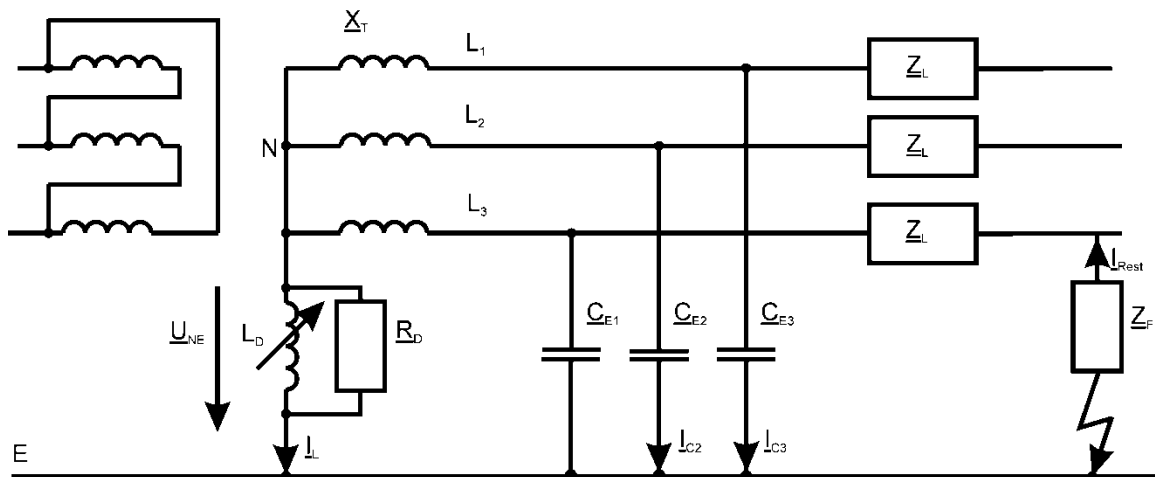 X_T
L_1
Z_L
L_2
Z_L
N
L_3
Z_L
I_Rest
U_NE
L_D
R_D
C_E1
C_E2
C_E3
Z_F
E
I_L
I_C2
I_C3